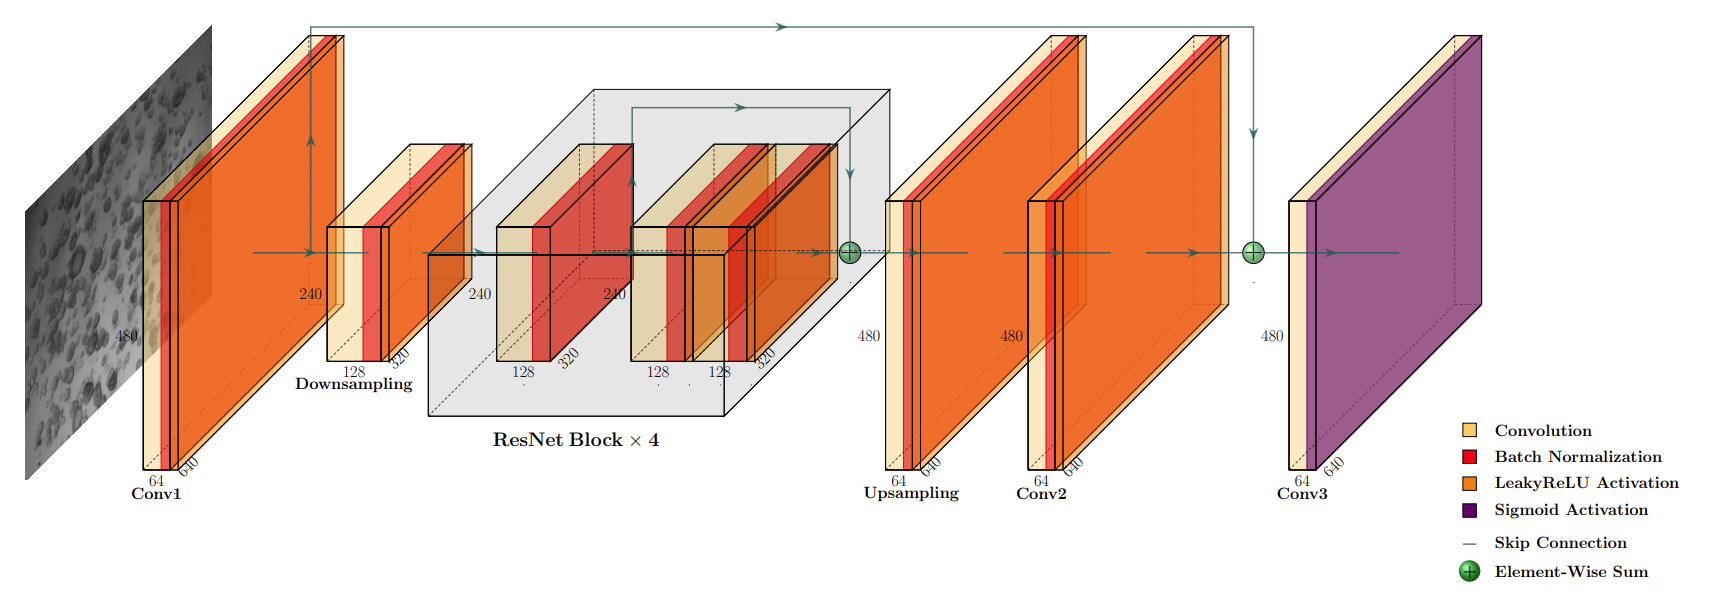 480
64
640
Conv1
240
128
320
Downsampling
240
128
320
240
128
128
320
ResNet Block × 4
480
64
640
Upsampling
480
64
640
Conv2
480
64
640
Conv3
Convolution
Batch Normalization
LeakyReLU Activation
Sigmoid Activation
Skip Connection
Element-Wise Sum